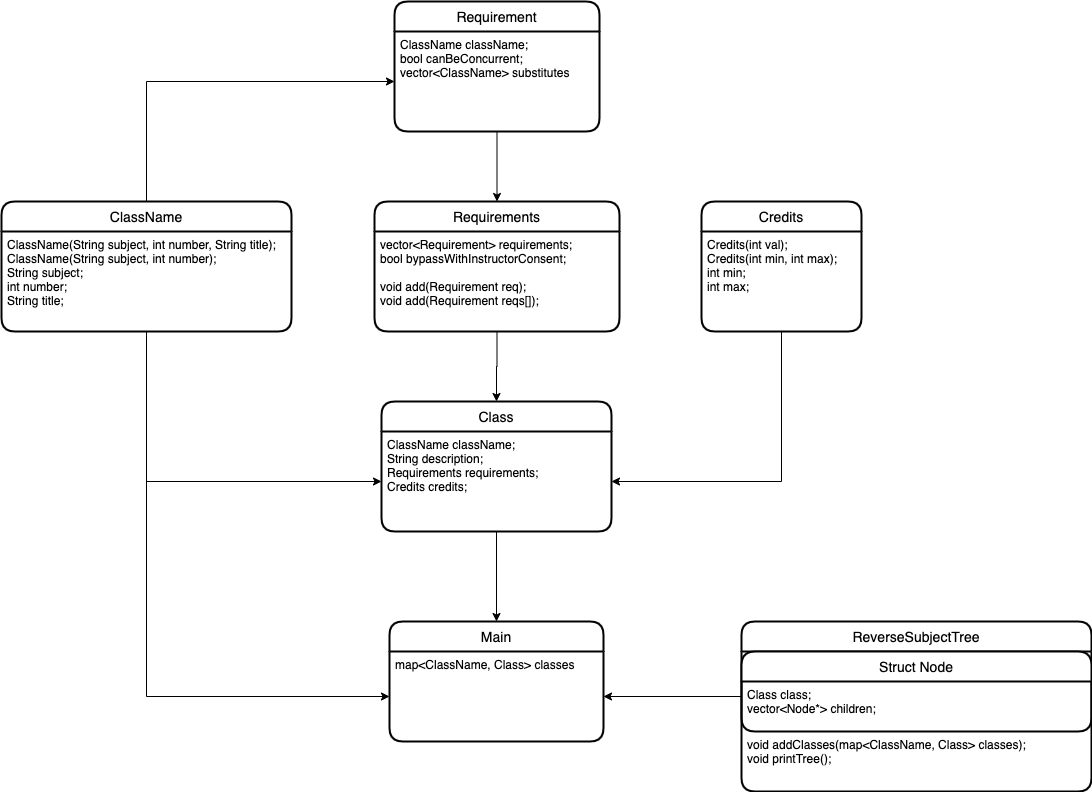 Requirement
ClassName className;
bool canBeConcurrent;
vector<ClassName> substitutes
ClassName
ClassName(String subject, int number, String title);
ClassName(String subject, int number);
String subject;
int number;
String title;
Requirements
vector<Requirement> requirements;
bool bypassWithInstructorConsent;
void add(Requirement req);
void add(Requirement reqs[]);
Credits
Credits(int val);
Credits(int min, int max);
int min;
int max;
Class
ClassName className;
String description;
Requirements requirements;
Credits credits;
Main
map<ClassName, Class> classes
ReverseSubjectTree
Struct Node
Class class;
vector<Node*> children;
void addClasses(map<ClassName, Class> classes);
void printTree();